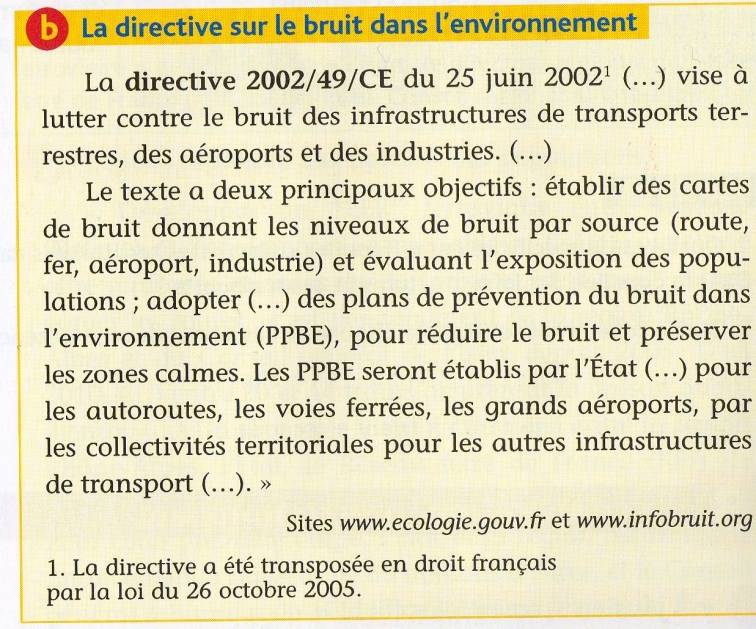 b La directive sur le bruit dans l'environnement
La directive 2002/49/CE du 25 juin 2002¹ (...) vise à
lutter contre le bruit des infrastructures de transports ter-
restres, des aéroports et des industries. (...)
Le texte a deux principaux objectifs : établir des cartes
de bruit donnant les niveaux de bruit par source (route,
fer, aéroport, industrie) et évaluant l'exposition des popu-
lations ; adopter (...) des plans de prévention du bruit dans
l'environnement (PPBE), pour réduire le bruit et préserver
les zones calmes. Les PPBE seront établis par l'État (...) pour
les autoroutes, les voies ferrées, les grands aéroports, par
les collectivités territoriales pour les autres infrastructures
de transport (...). »
Sites www.ecologie.gouv.fr et www.infobruit.org
1. La directive a été transposée en droit français
par la loi du 26 octobre 2005.